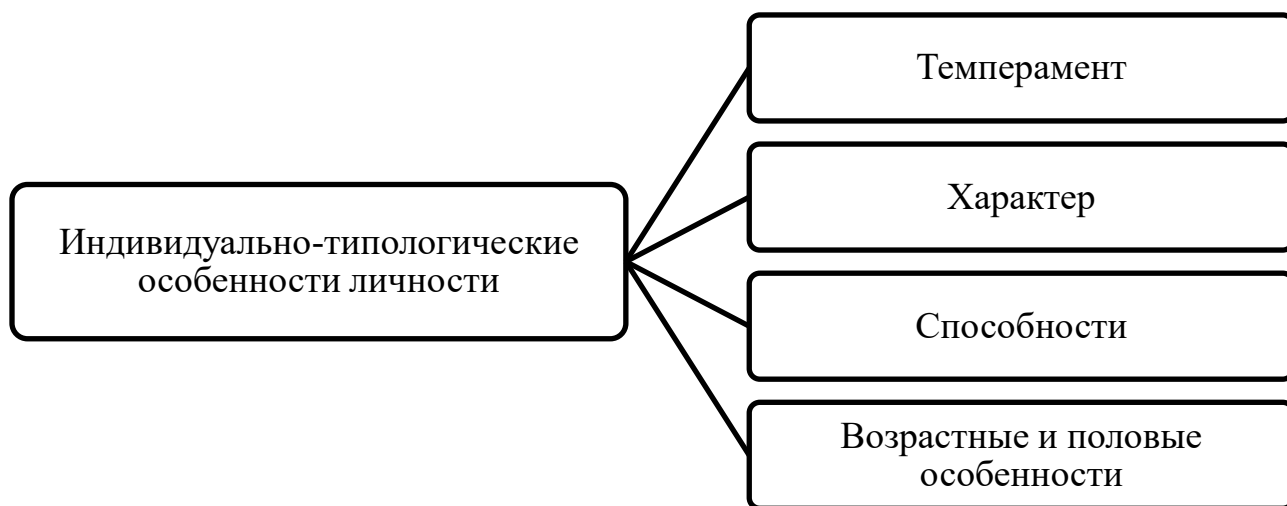 Темперамент
Характер
Индивидуально-типологические
особенности личности
Способности
Возрастные и половые
особенности